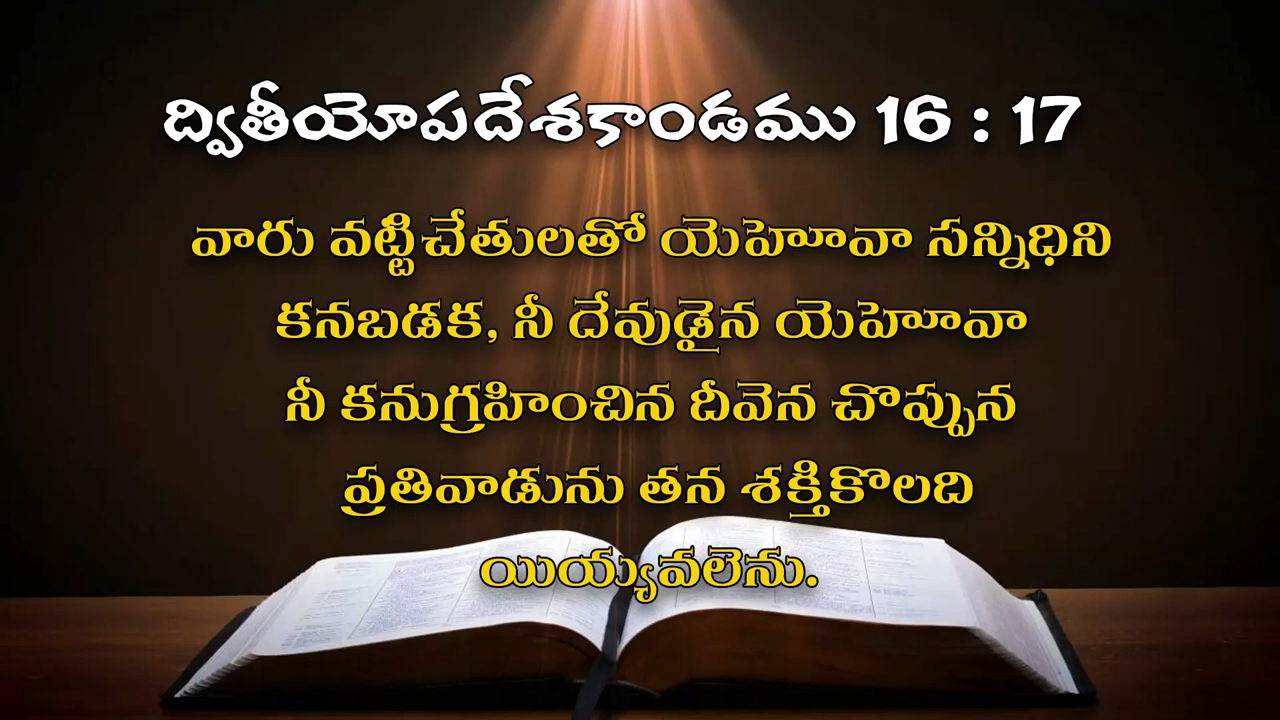 ద్వితీయోపదేశకాండము 16 : 17
వారు వట్టిచేతులతో యెహెూవా సన్నిధిని
కనబడక, నీ దేవుడైన యెహెూవా
నీ కనుగ్రహించిన దీవెన చొప్పున
ప్రతివాడును తన శక్తికొలది
యియ్యవలెను.